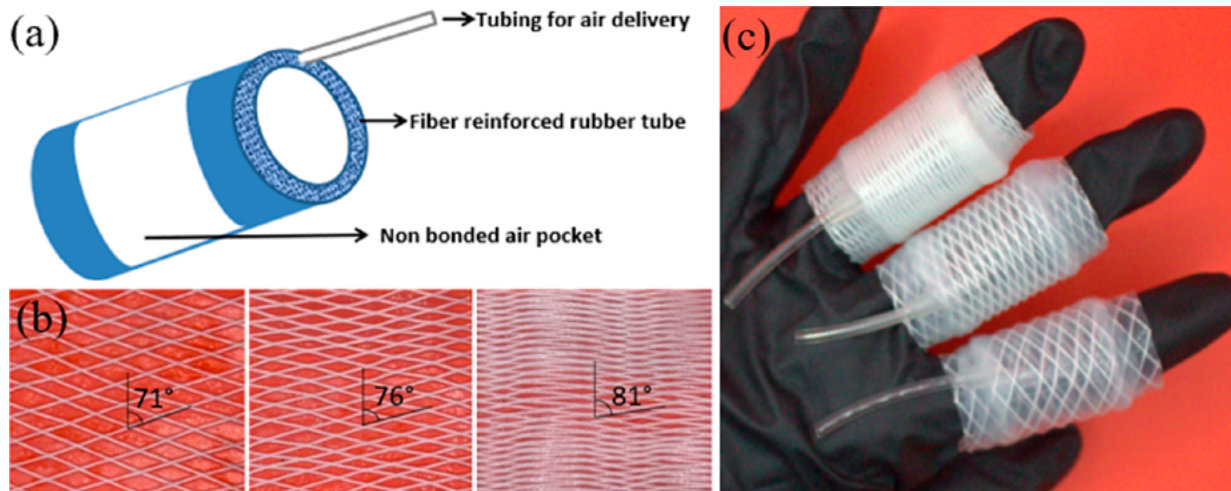 (a)
Tubing for air delivery
Fiber reinforced rubber tube
Non bonded air pocket
(b)
71°
76°
81°
(c)